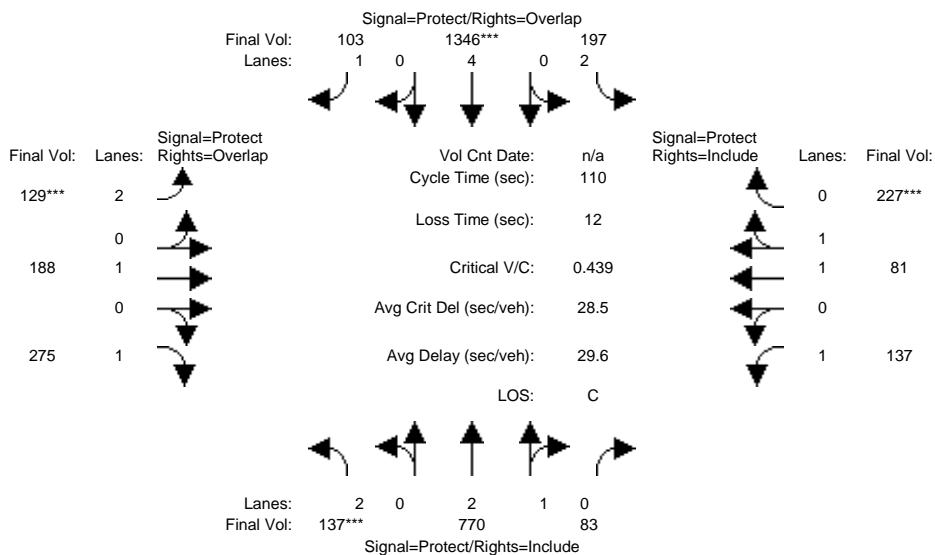 Signal=Protect/Rights=Overlap
Final Vol: 103 1346*** 197
Lanes: 1 0 4 0 2
Signal=Protect
Final Vol: Lanes: Rights=Overlap
Vol Cnt Date: n/a
Signal=Protect
Rights=Include Lanes: Final Vol:
Cycle Time (sec): 110
129*** 2
0 227***
Loss Time (sec): 12
0
1
188 1
Critical V/C: 0.439
1 81
0
Avg Crit Del (sec/veh): 28.5
0
275 1
Avg Delay (sec/veh): 29.6
1 137
LOS: C
Lanes: 2 0 2 1 0
Final Vol: 137*** 770 83
Signal=Protect/Rights=Include